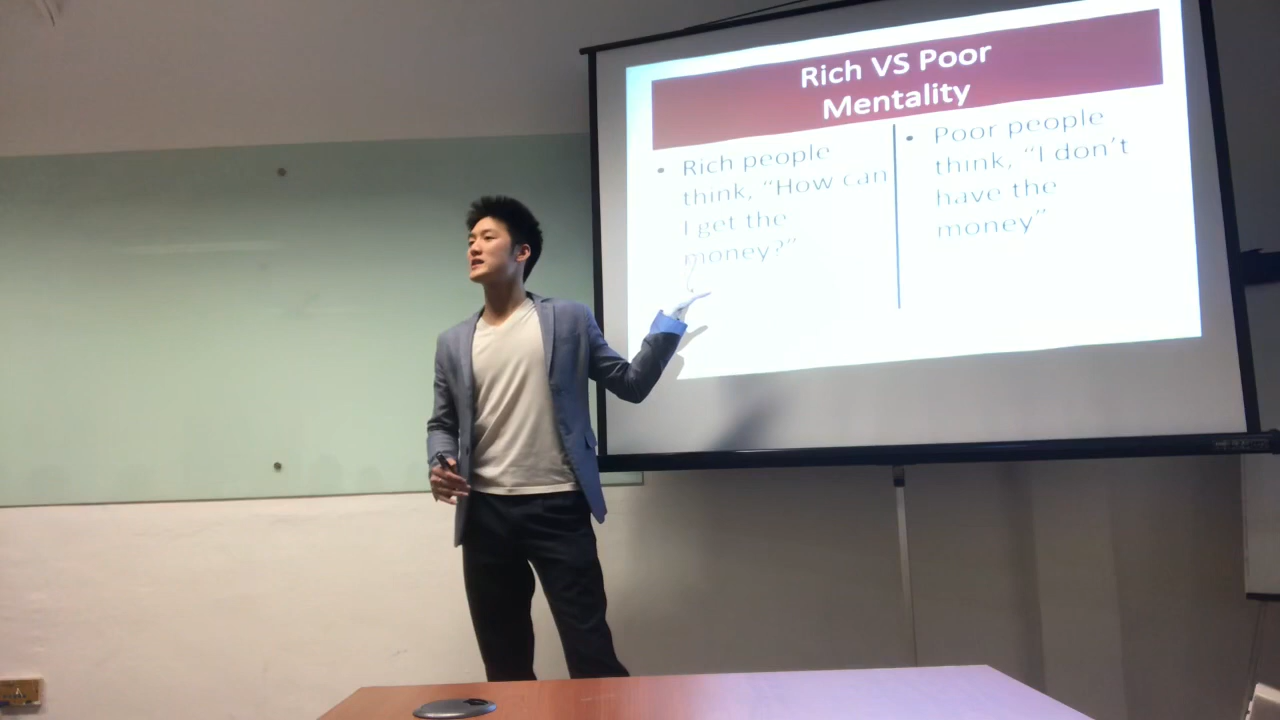 Rich VS Poor
Mentality
• Rich people
think, “How can
I get the
money?”
• Poor people
think, “I don’t
have the
money”